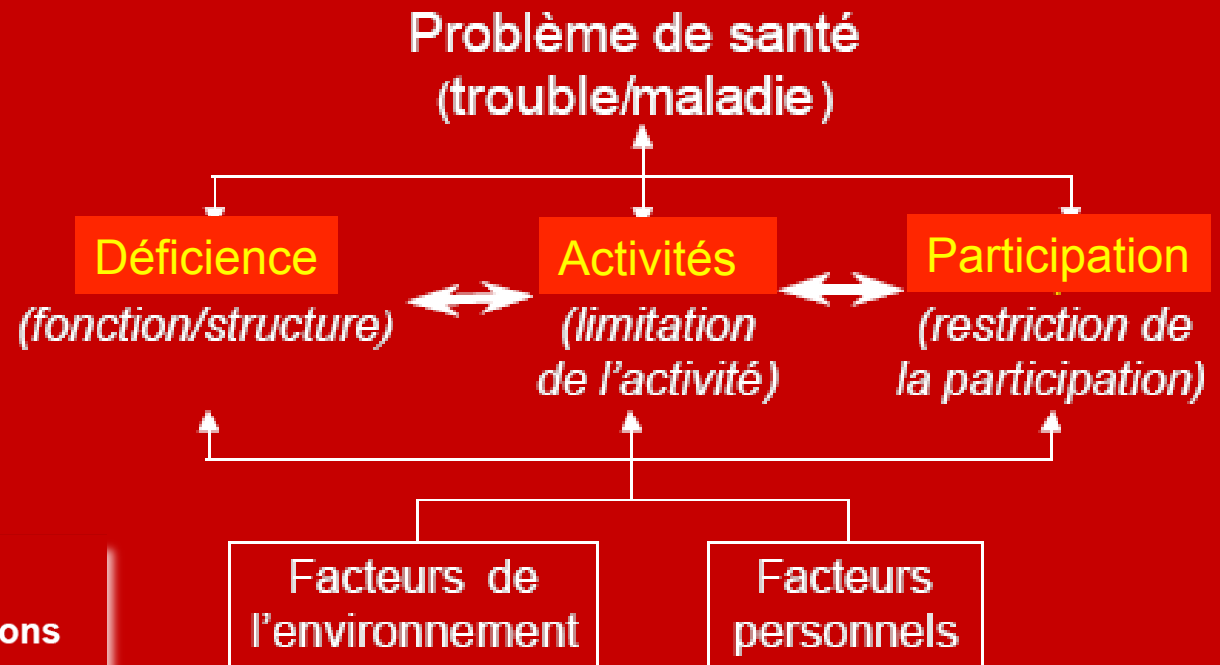 Problème de santé
(trouble/maladie)
Déficience
Activités
Participation
(fonction/structure)
(limitation
de l'activité)
(restriction de
la participation)
Facteurs de
l'environnement
Facteurs
personnels